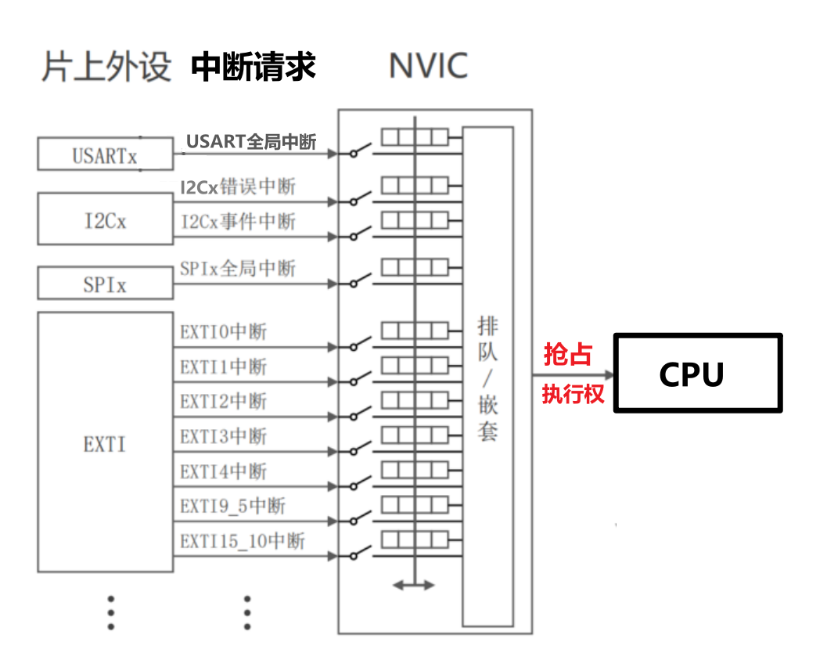 片上外设 中断请求 NVIC
USARTx
USART全局中断
I2Cx
I2Cx错误中断
I2Cx事件中断
SPIx
SPIx全局中断
EXTI
EXTI0中断
EXTI1中断
EXTI2中断
EXTI3中断
EXTI4中断
EXTI9_5中断
EXTI15_10中断
排
队
/
嵌
套
抢占
执行权
CPU